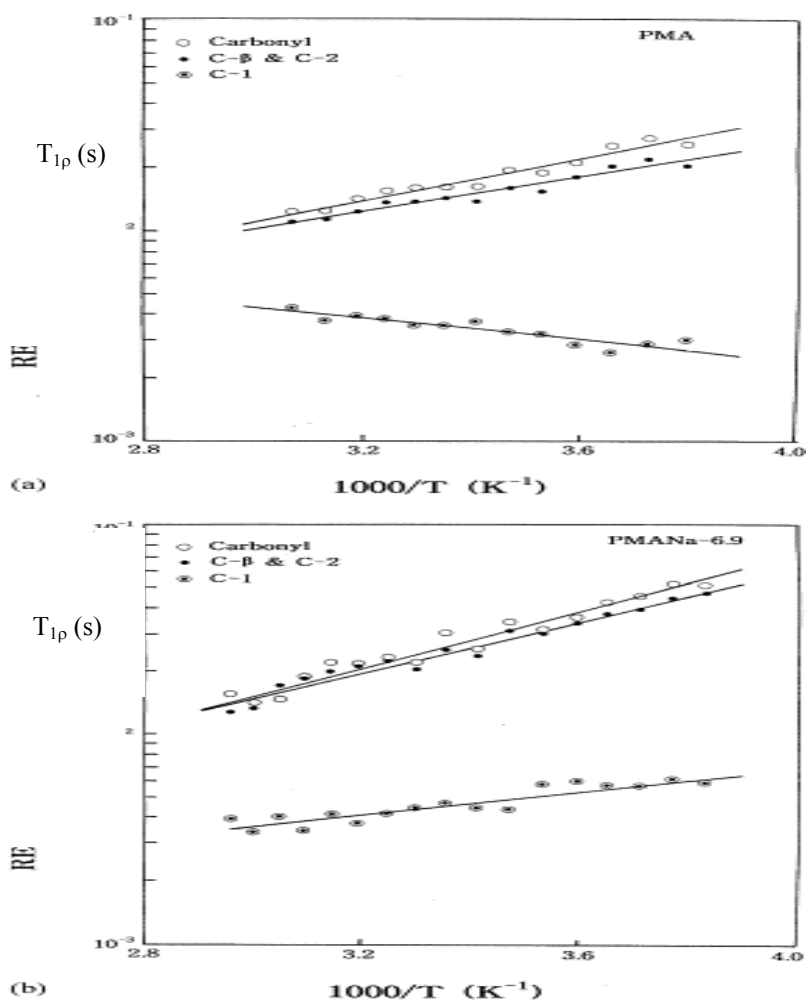 10⁻¹
○ Carbonyl
PMA
• C-β & C-2
⊙ C-1
T₁ρ (s)
2
RE
10⁻³
2.8 3.2 3.6 4.0
(a) 1000/T (K⁻¹)
10⁻¹
○ Carbonyl
PMANa-6.9
• C-β & C-2
⊙ C-1
T₁ρ (s)
2
RE
10⁻³
2.8 3.2 3.6 4.0
(b) 1000/T (K⁻¹)